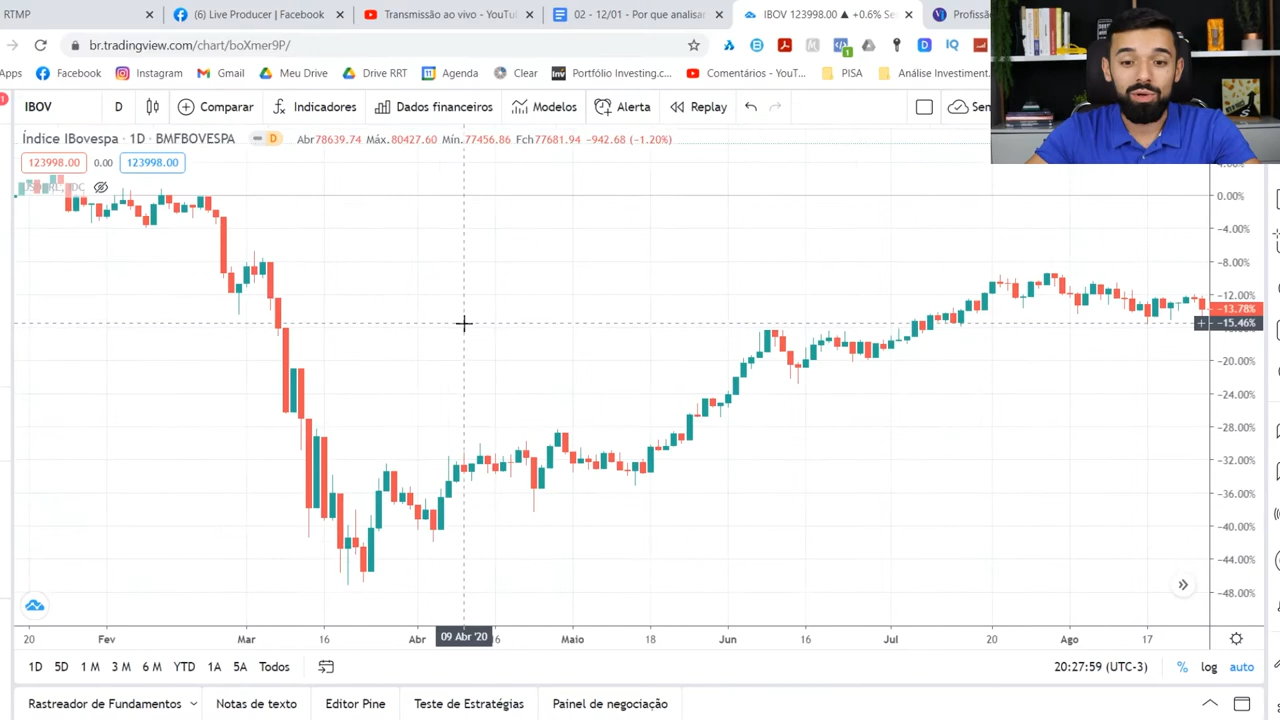 RTMP
(6) Live Producer | Facebook
Transmissão ao vivo - YouTu
02 - 12/01 - Por que analisar
IBOV 123998.00 ▲ +0.6% Se
Profissã
br.tradingview.com/chart/boXmer9P/
Apps
Facebook
Instagram
Gmail
Meu Drive
Drive RRT
Agenda
Clear
Portfólio Investing.c...
Comentários - YouT...
PISA
Análise Investiment.
IBOV
D
Comparar
Indicadores
Dados financeiros
Modelos
Alerta
Replay
Sen
Índice IBovespa · 1D · BMFBOVESPA
D
Abr78635.74 Máx.80427.60 Mín.77456.86 Fch77681.94 −942.68 (−1.20%)
123998.00 0.00 123998.00
0.00%
−4.00%
−8.00%
−12.00%
−13.78%
−15.46%
−20.00%
−24.00%
−28.00%
−32.00%
−36.00%
−40.00%
−44.00%
−48.00%
20 Fev Mar 16 Abr 09 Abr '20 Maio 18 Jun 16 Jul 20 Ago 17
1D 5D 1 M 3 M 6 M YTD 1A 5A Todos
20:27:59 (UTC-3)
% log auto
Rastreador de Fundamentos
Notas de texto
Editor Pine
Teste de Estratégias
Painel de negociação